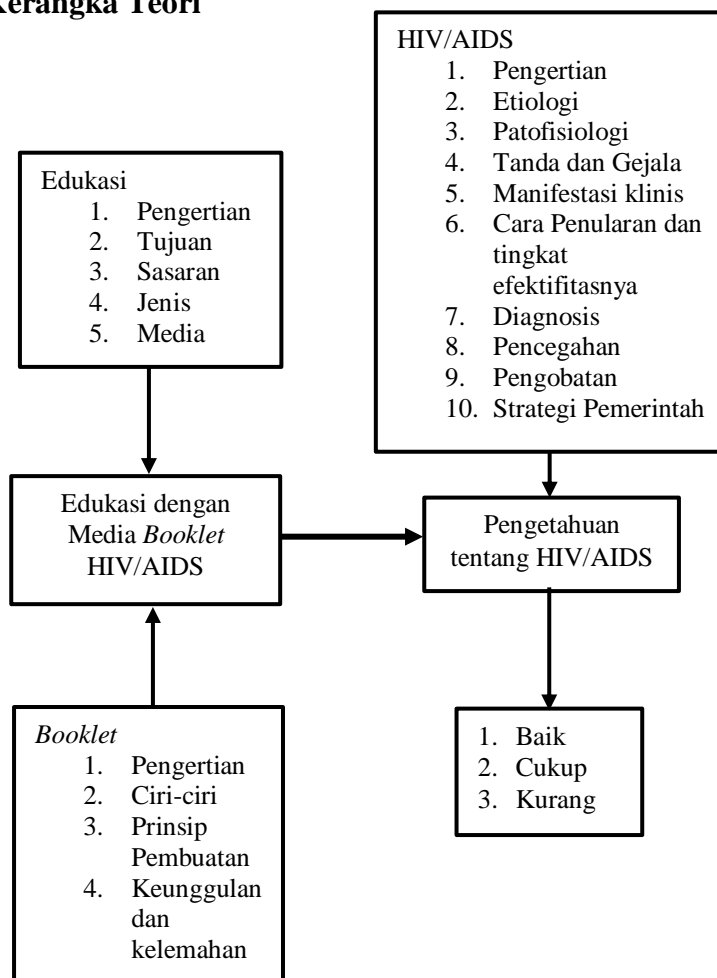 Kerangka Teori
HIV/AIDS
1. Pengertian
2. Etiologi
3. Patofisiologi
4. Tanda dan Gejala
5. Manifestasi klinis
6. Cara Penularan dan
tingkat
efektifitasnya
7. Diagnosis
8. Pencegahan
9. Pengobatan
10. Strategi Pemerintah
Edukasi
1. Pengertian
2. Tujuan
3. Sasaran
4. Jenis
5. Media
Edukasi dengan
Media Booklet
HIV/AIDS
Pengetahuan
tentang HIV/AIDS
Booklet
1. Pengertian
2. Ciri-ciri
3. Prinsip
Pembuatan
4. Keunggulan
dan
kelemahan
1. Baik
2. Cukup
3. Kurang